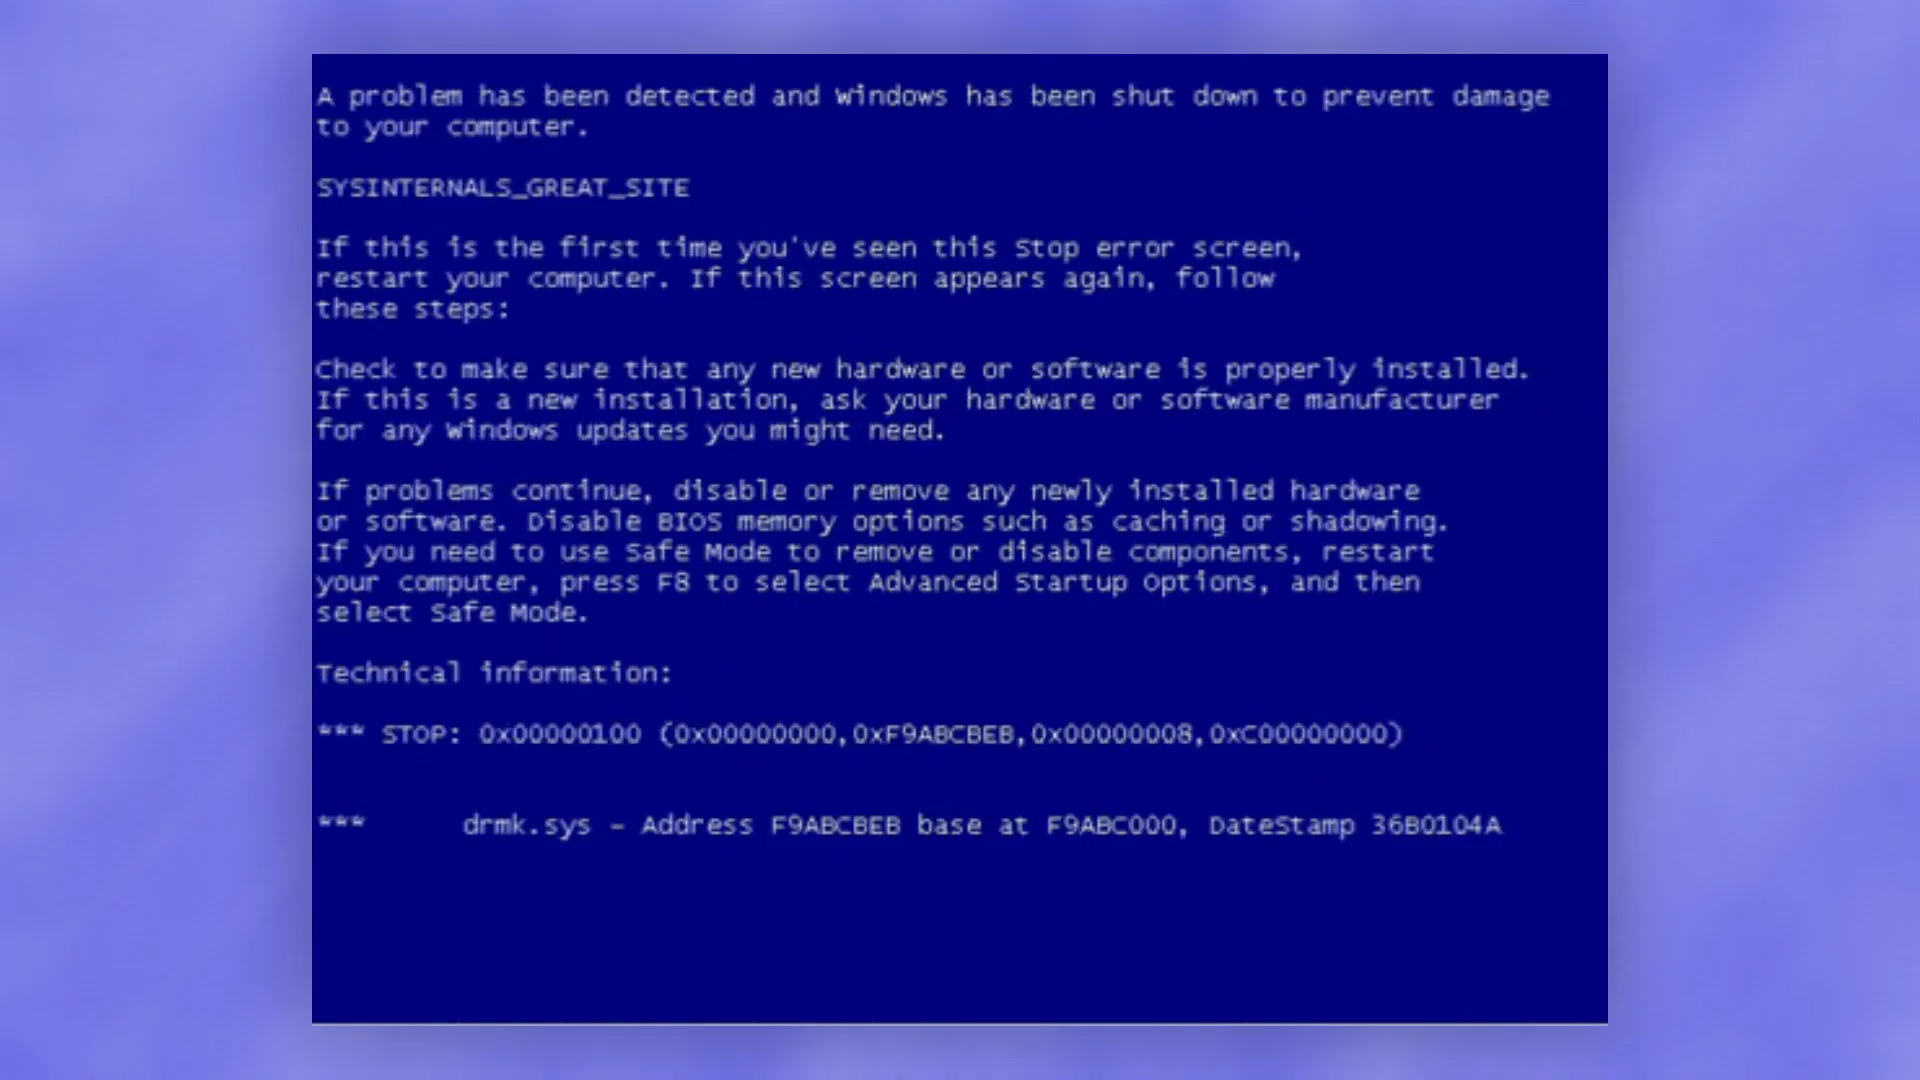 A problem has been detected and Windows has been shut down to prevent damage
to your computer.
SYSINTERNALS_GREAT_SITE
If this is the first time you've seen this Stop error screen,
restart your computer. If this screen appears again, follow
these steps:
Check to make sure that any new hardware or software is properly installed.
If this is a new installation, ask your hardware or software manufacturer
for any Windows updates you might need.
If problems continue, disable or remove any newly installed hardware
or software. Disable BIOS memory options such as caching or shadowing.
If you need to use Safe Mode to remove or disable components, restart
your computer, press F8 to select Advanced Startup Options, and then
select Safe Mode.
Technical information:
*** STOP: 0x00000100 (0x00000000,0xF9ABCBEB,0x00000008,0xC00000000)
*** drmk.sys – Address F9ABCBEB base at F9ABC000, DateStamp 36B0104A